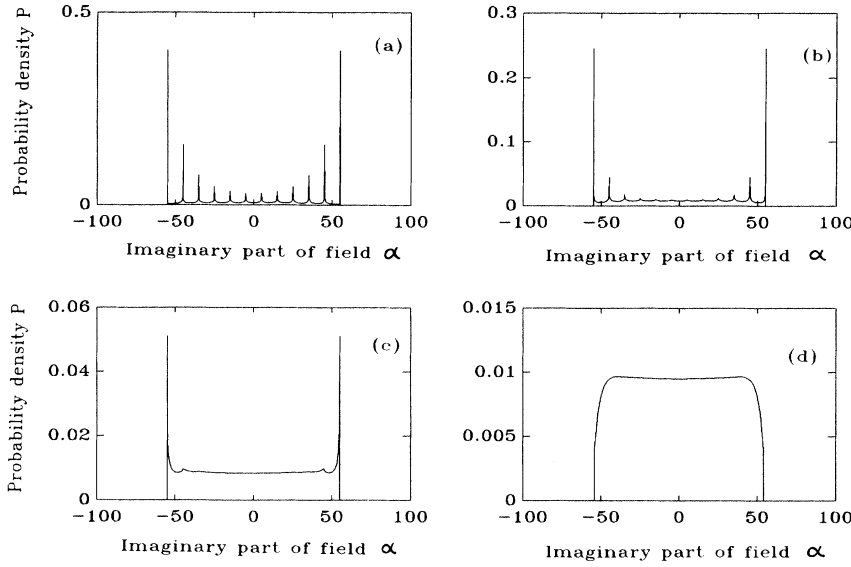 Probability density P
0.5
0
(a)
−100 −50 0 50 100
Imaginary part of field α
0.3
0.2
0.1
0
(b)
−100 −50 0 50 100
Imaginary part of field α
Probability density P
0.06
0.04
0.02
0
(c)
−100 −50 0 50 100
Imaginary part of field α
0.015
0.01
0.005
0
(d)
−100 −50 0 50 100
Imaginary part of field α